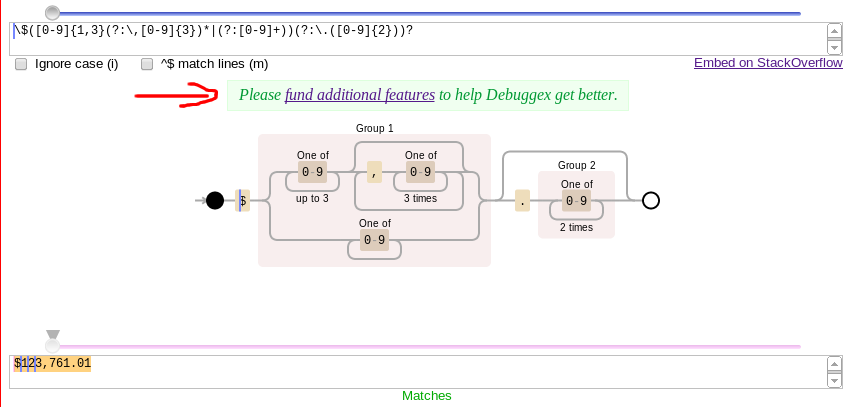 \$([0-9]{1,3}(?:\,[0-9]{3})*|(?:[0-9]+))(?:\.([0-9]{2}))?
Ignore case (i) ^$ match lines (m) Embed on StackOverflow
Please fund additional features to help Debuggex get better.
Group 1
One of One of
0-9 , 0-9
up to 3 3 times
Group 2
One of
$ . 0-9
2 times
One of
0-9
$123,761.01
Matches